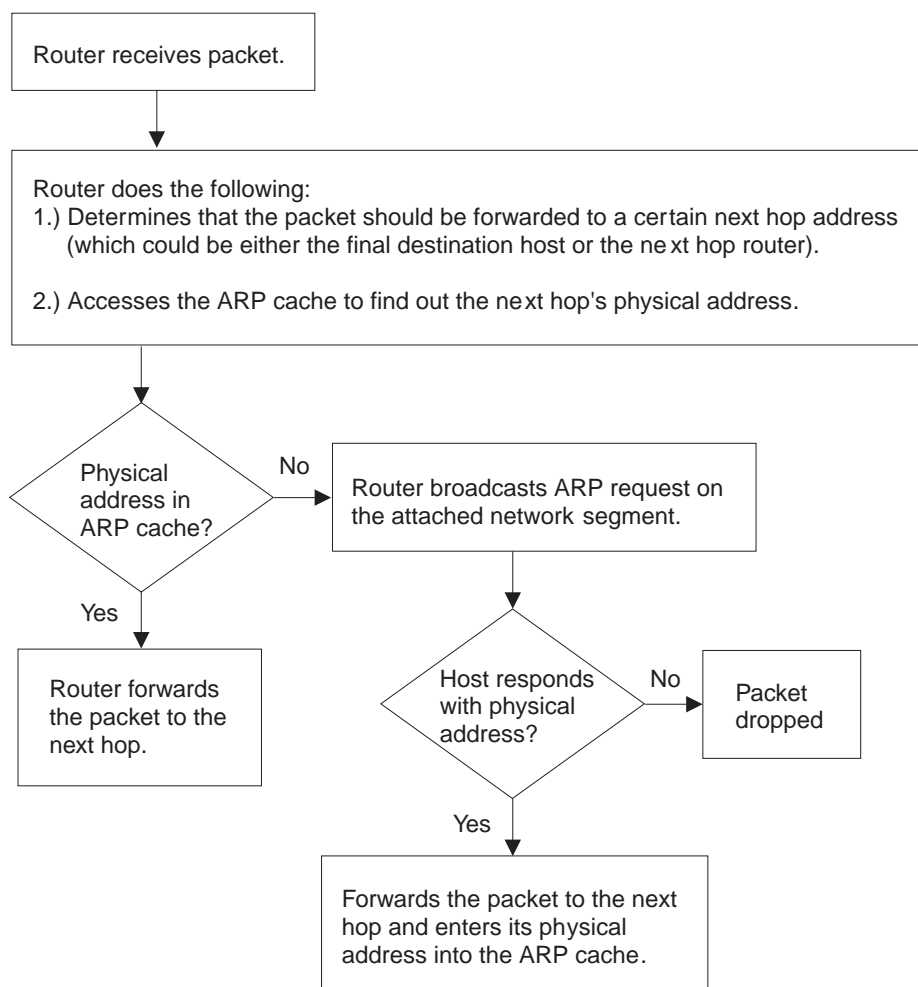 Router receives packet.
Router does the following:
1.) Determines that the packet should be forwarded to a certain next hop address
(which could be either the final destination host or the next hop router).
2.) Accesses the ARP cache to find out the next hop's physical address.
Physical
address in
ARP cache?
No
Router broadcasts ARP request on
the attached network segment.
Yes
Router forwards
the packet to the
next hop.
Host responds
with physical
address?
No
Packet
dropped
Yes
Forwards the packet to the next
hop and enters its physical
address into the ARP cache.